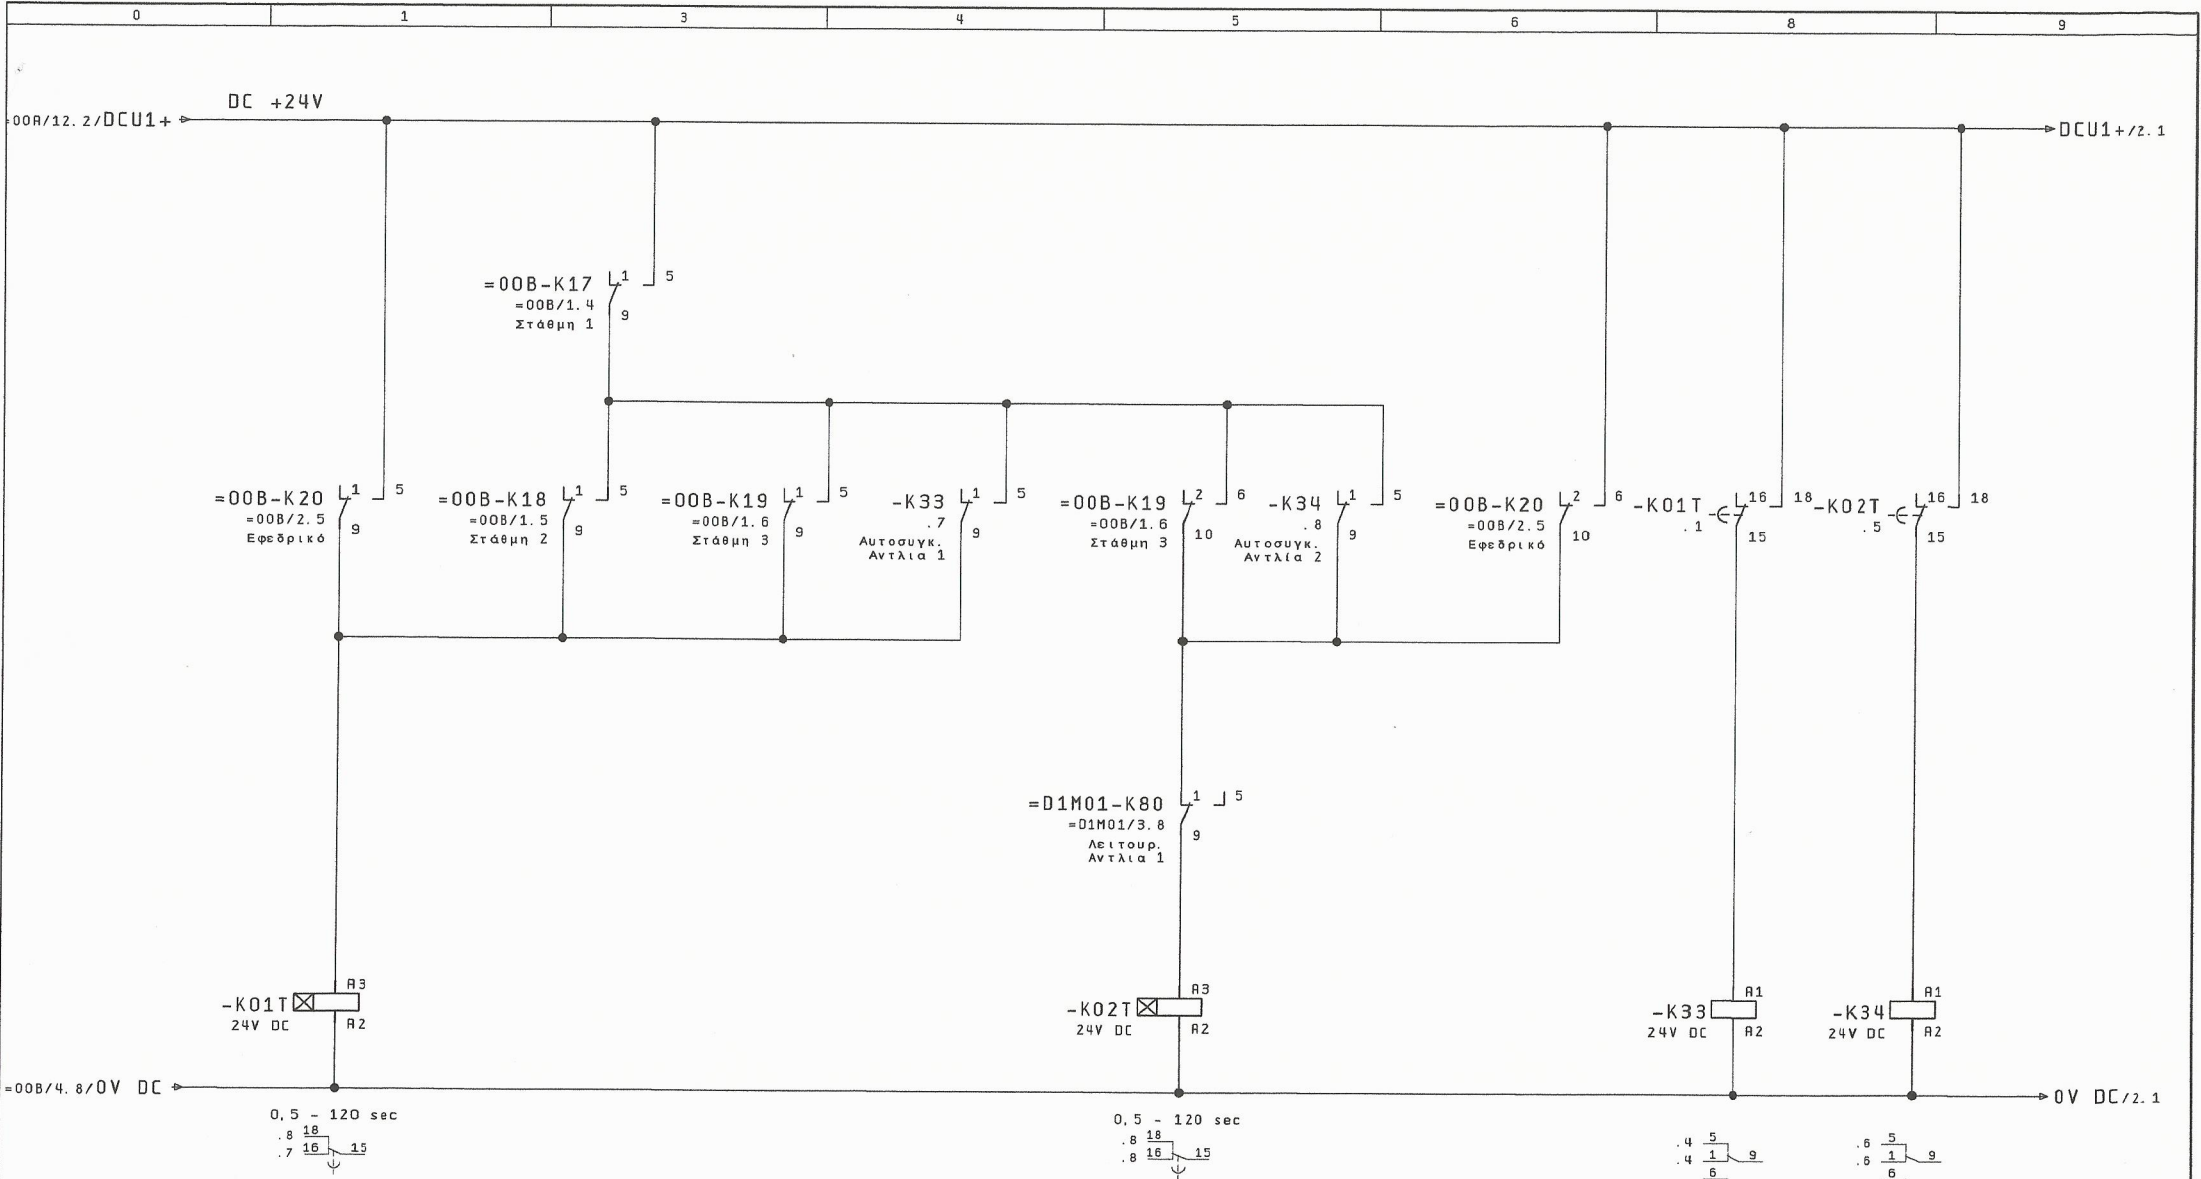 0 1 3 4 5 6 8 9
DC +24V
00A/12.2/DCU1+
DCU1+/2.1
=00B-K17 1 5
=00B/1.4
Στάθμη 1 9
=00B-K20 1 5
=00B/2.5
Εφεδρικό 9
=00B-K18 1 5
=00B/1.5
Στάθμη 2 9
=00B-K19 1 5
=00B/1.6
Στάθμη 3 9
-K33 1 5
.7
Αυτοσυγκ. 9
Αντλια 1
=00B-K19 2 6
=00B/1.6
Στάθμη 3 10
-K34 1 5
.8
Αυτοσυγκ. 9
Αντλία 2
=00B-K20 2 6
=00B/2.5
Εφεδρικό 10
-K01T 16 18
.1 15
-K02T 16 18
.5 15
=D1M01-K80 1 5
=D1M01/3.8
Λειτουρ. 9
Αντλια 1
-K01T A3
24V DC A2
-K02T A3
24V DC A2
-K33 A1
24V DC A2
-K34 A1
24V DC A2
=00B/4.8/0V DC
0V DC/2.1
0,5 - 120 sec
.8 18
.7 16 15
0,5 - 120 sec
.8 18
.8 16 15
.4 5
.4 1 9
6
.6 5
.6 1 9
6